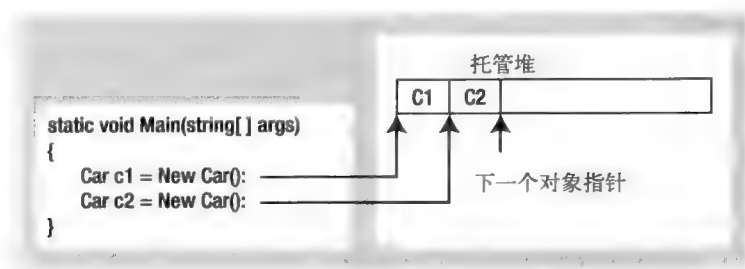 托管堆
C1 C2
static void Main(string[ ] args)
{
Car c1 = New Car():
Car c2 = New Car():
}
下一个对象指针